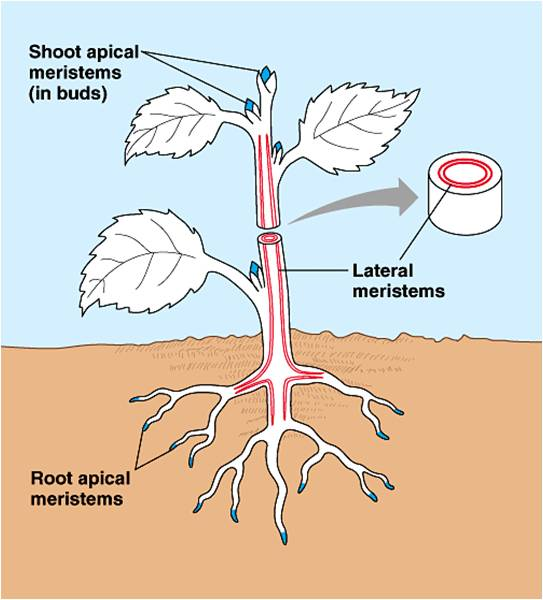 Shoot apical
meristems
(in buds)
Lateral
meristems
Root apical
meristems